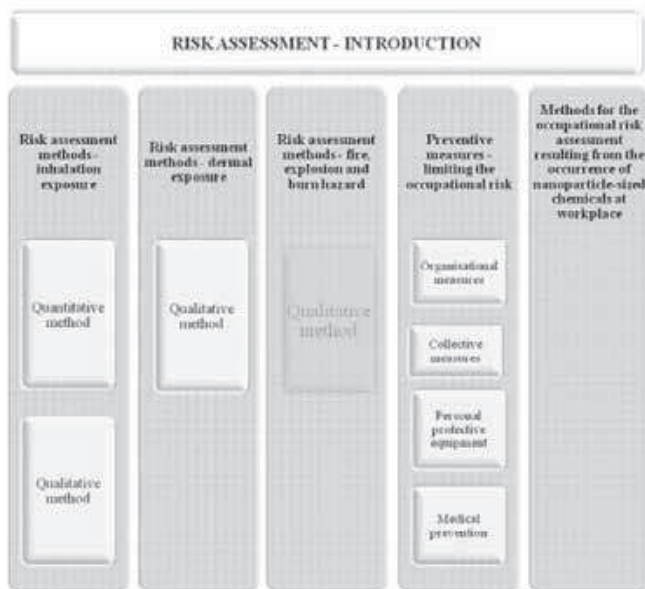 RISK ASSESSMENT - INTRODUCTION
Risk assessment
methods -
inhalation
exposure
Quantitative
method
Qualitative
method
Risk assessment
methods - dermal
exposure
Qualitative
method
Risk assessment
methods - fire,
explosion and
burn hazard
Qualitative
method
Preventive
measures -
limiting the
occupational risk
Organisational
measures
Collective
measures
Personal
protective
equipment
Medical
prevention
Methods for the
occupational risk
assessment
resulting from the
occurrence of
nanoparticle-sized
chemicals at
workplace